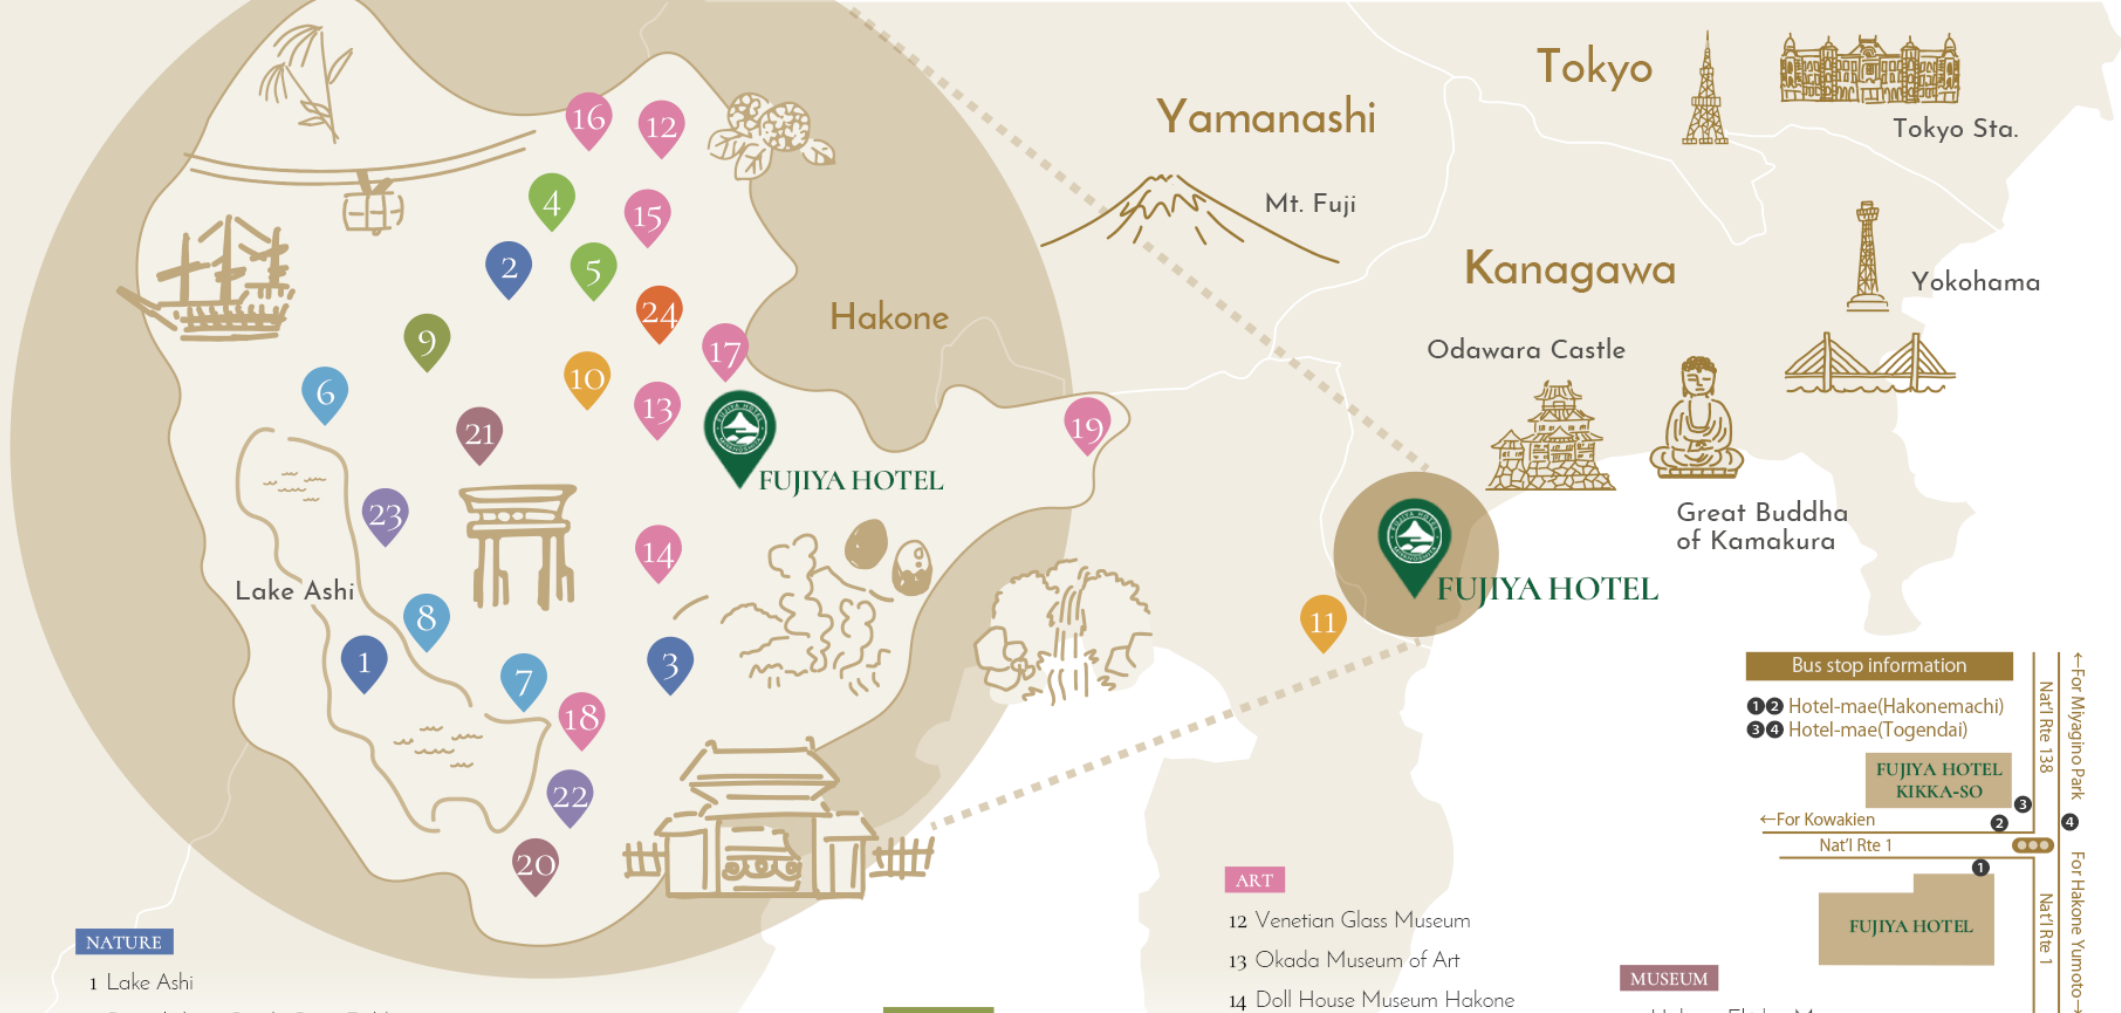 Tokyo
Tokyo Sta.
Yamanashi
Mt. Fuji
Kanagawa
Yokohama
Odawara Castle
Great Buddha
of Kamakura
FUJIYA HOTEL
11
Hakone
16
12
4
15
2
5
24
9
17
10
6
13
19
21
FUJIYA HOTEL
23
14
Lake Ashi
8
1
3
7
18
22
20
Bus stop information
❶❷ Hotel-mae(Hakonemachi)
❸❹ Hotel-mae(Togendai)
FUJIYA HOTEL
KIKKA-SO
3
←For Kowakien
2
4
Nat'l Rte 1
1
FUJIYA HOTEL
Nat'l Rte 138
←For Miyagino Park
Nat'l Rte 1
For Hakone Yumoto→
NATURE
1 Lake Ashi
ART
12 Venetian Glass Museum
13 Okada Museum of Art
14 Doll House Museum Hakone
MUSEUM